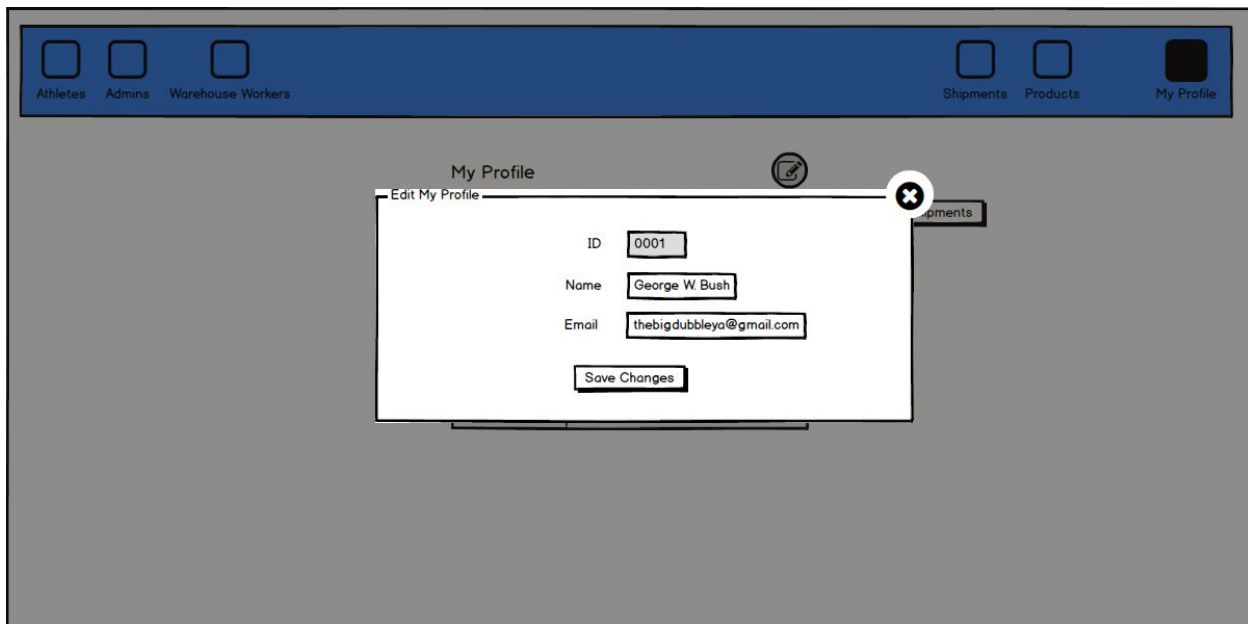 Athletes Admins Warehouse Workers Shipments Products My Profile
My Profile
Edit My Profile
ID 0001
Name George W. Bush
Email thebigdubbleya@gmail.com
Save Changes